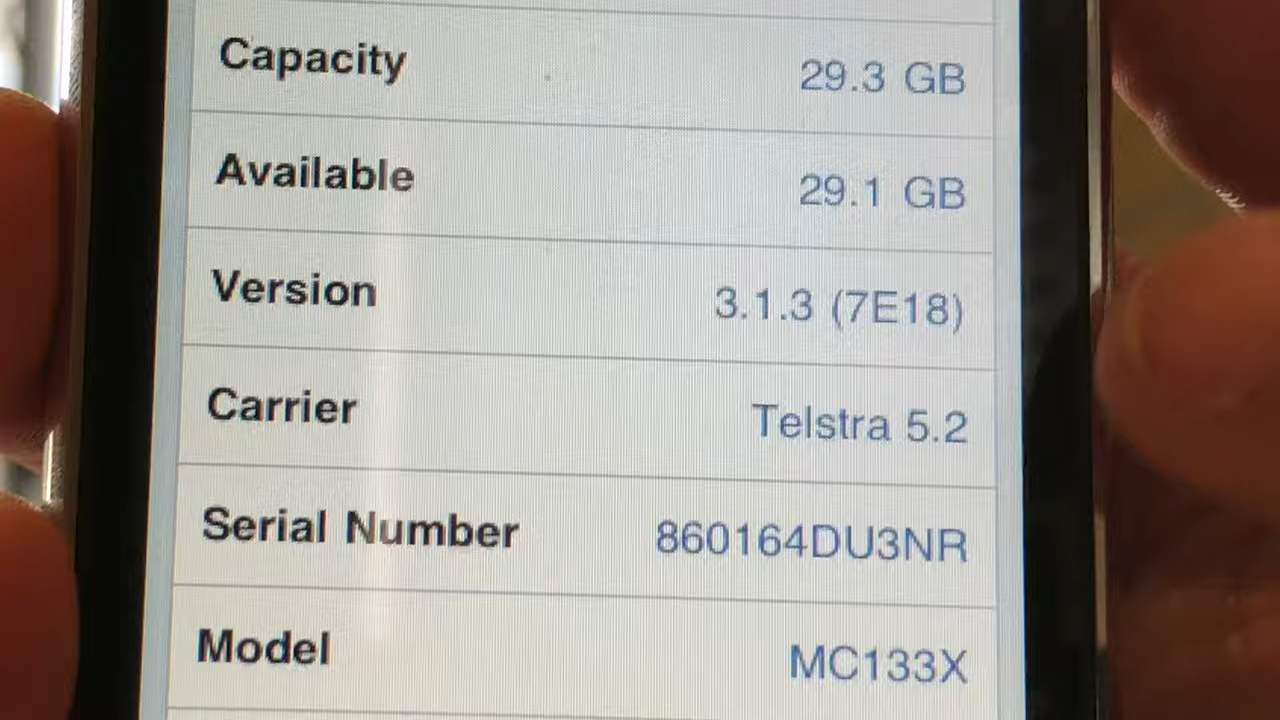 Capacity 29.3 GB
Available 29.1 GB
Version 3.1.3 (7E18)
Carrier Telstra 5.2
Serial Number 860164DU3NR
Model MC133X